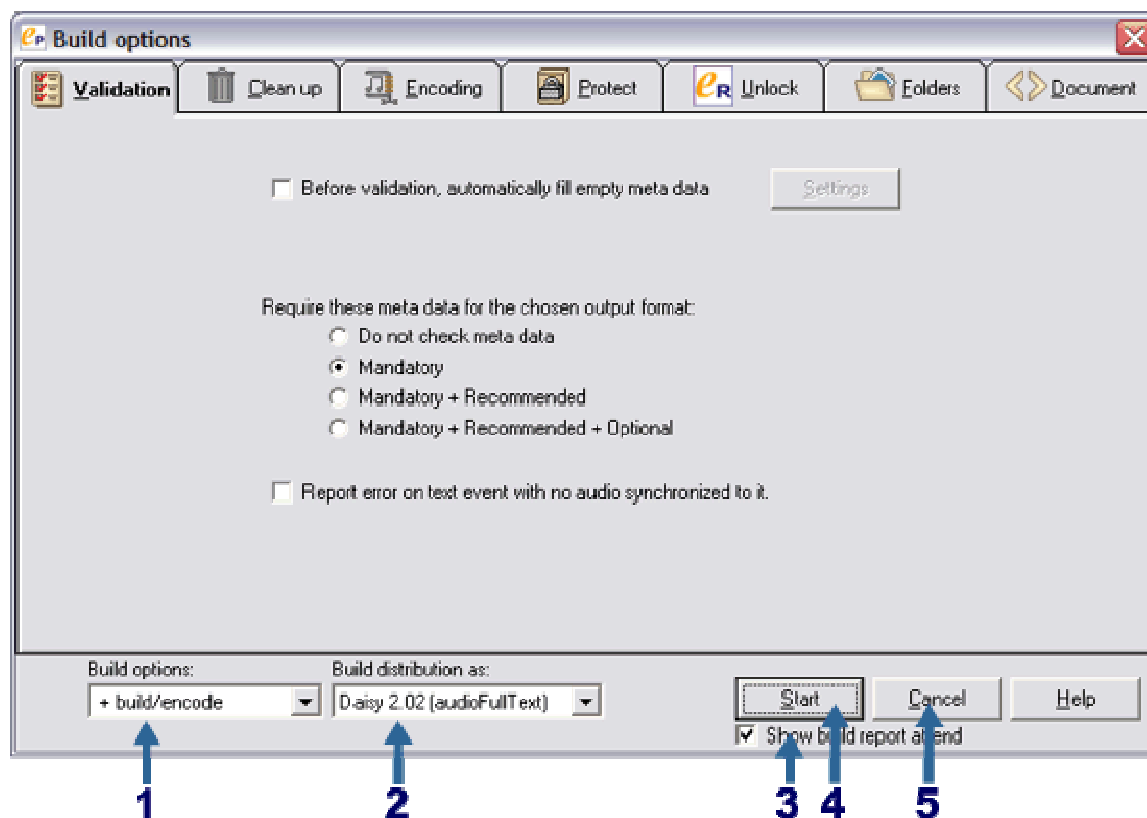 eP Build options
Validation Clean up Encoding Protect eR Unlock Folders Document
Before validation, automatically fill empty meta data Settings
Require these meta data for the chosen output format:
Do not check meta data
Mandatory
Mandatory + Recommended
Mandatory + Recommended + Optional
Report error on text event with no audio synchronized to it.
Build options: Build distribution as:
+ build/encode Daisy 2.02 (audioFullText) Start Cancel Help
Show build report at end
1 2 3 4 5